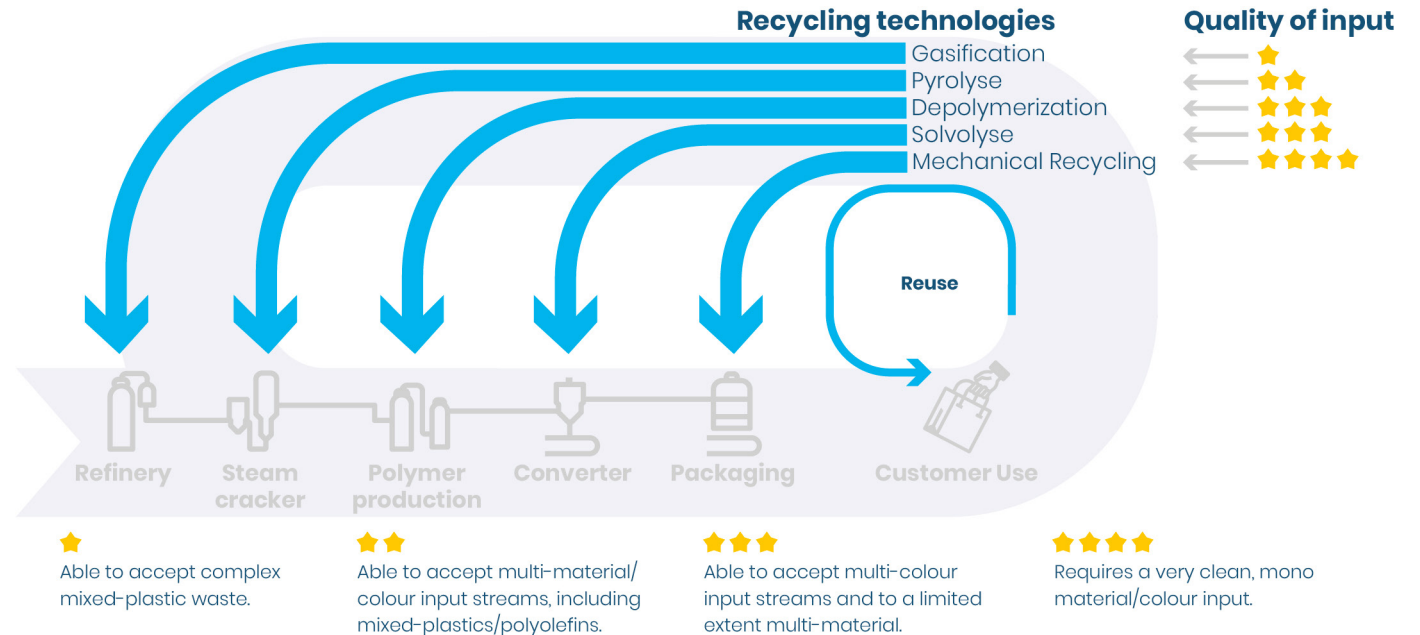 Recycling technologies
Quality of input
Gasification
Pyrolyse
Depolymerization
Solvolyse
Mechanical Recycling
Reuse
Refinery
Steam
cracker
Polymer
production
Converter
Packaging
Customer Use
Able to accept complex
mixed-plastic waste.
Able to accept multi-material/
colour input streams, including
mixed-plastics/polyolefins.
Able to accept multi-colour
input streams and to a limited
extent multi-material.
Requires a very clean, mono
material/colour input.